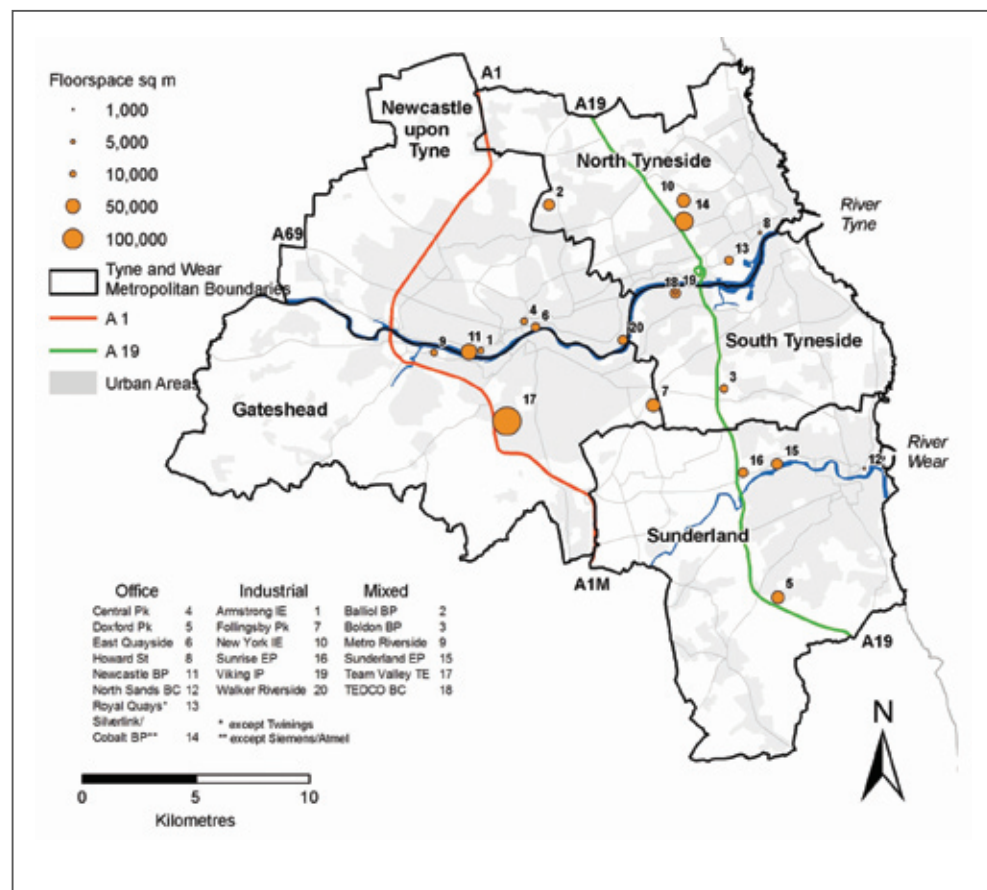 Floorspace sq m
1,000
5,000
10,000
50,000
100,000
Tyne and Wear
Metropolitan Boundaries
A 1
A 19
Urban Areas
A1
Newcastle
upon
Tyne
A19
North Tyneside
10
14
2
8
River
Tyne
A69
13
18
19
4
6
20
9
11
1
South Tyneside
3
7
17
Gateshead
River
Wear
16
15
12
Sunderland
5
A1M
A19
Office Industrial Mixed
Central Pk 4 Armstrong IE 1 Balliol BP 2
Doxford Pk 5 Follingsby Pk 7 Boldon BP 3
East Quayside 6 New York IE 10 Metro Riverside 9
Howard St 8 Sunrise EP 16 Sunderland EP 15
Newcastle BP 11 Viking IP 19 Team Valley TE 17
North Sands BC 12 Walker Riverside 20 TEDCO BC 18
Royal Quays* 13
Silverlink/ * except Twinings
Cobalt BP** 14 ** except Siemens/Atmel
N
0 5 10
Kilometres